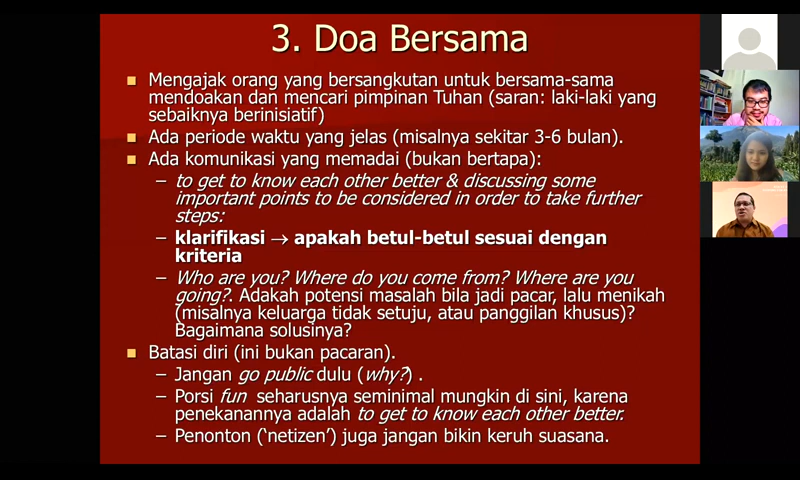 3. Doa Bersama
Mengajak orang yang bersangkutan untuk bersama-sama
mendoakan dan mencari pimpinan Tuhan (saran: laki-laki yang
sebaiknya berinisiatif)
Ada periode waktu yang jelas (misalnya sekitar 3-6 bulan).
Ada komunikasi yang memadai (bukan bertapa):
– to get to know each other better & discussing some
important points to be considered in order to take further
steps:
– klarifikasi → apakah betul-betul sesuai dengan
kriteria
– Who are you? Where do you come from? Where are you
going?. Adakah potensi masalah bila jadi pacar, lalu menikah
(misalnya keluarga tidak setuju, atau panggilan khusus)?
Bagaimana solusinya?
Batasi diri (ini bukan pacaran).
– Jangan go public dulu (why?) .
– Porsi fun seharusnya seminimal mungkin di sini, karena
penekanannya adalah to get to know each other better.
– Penonton ('netizen') juga jangan bikin keruh suasana.